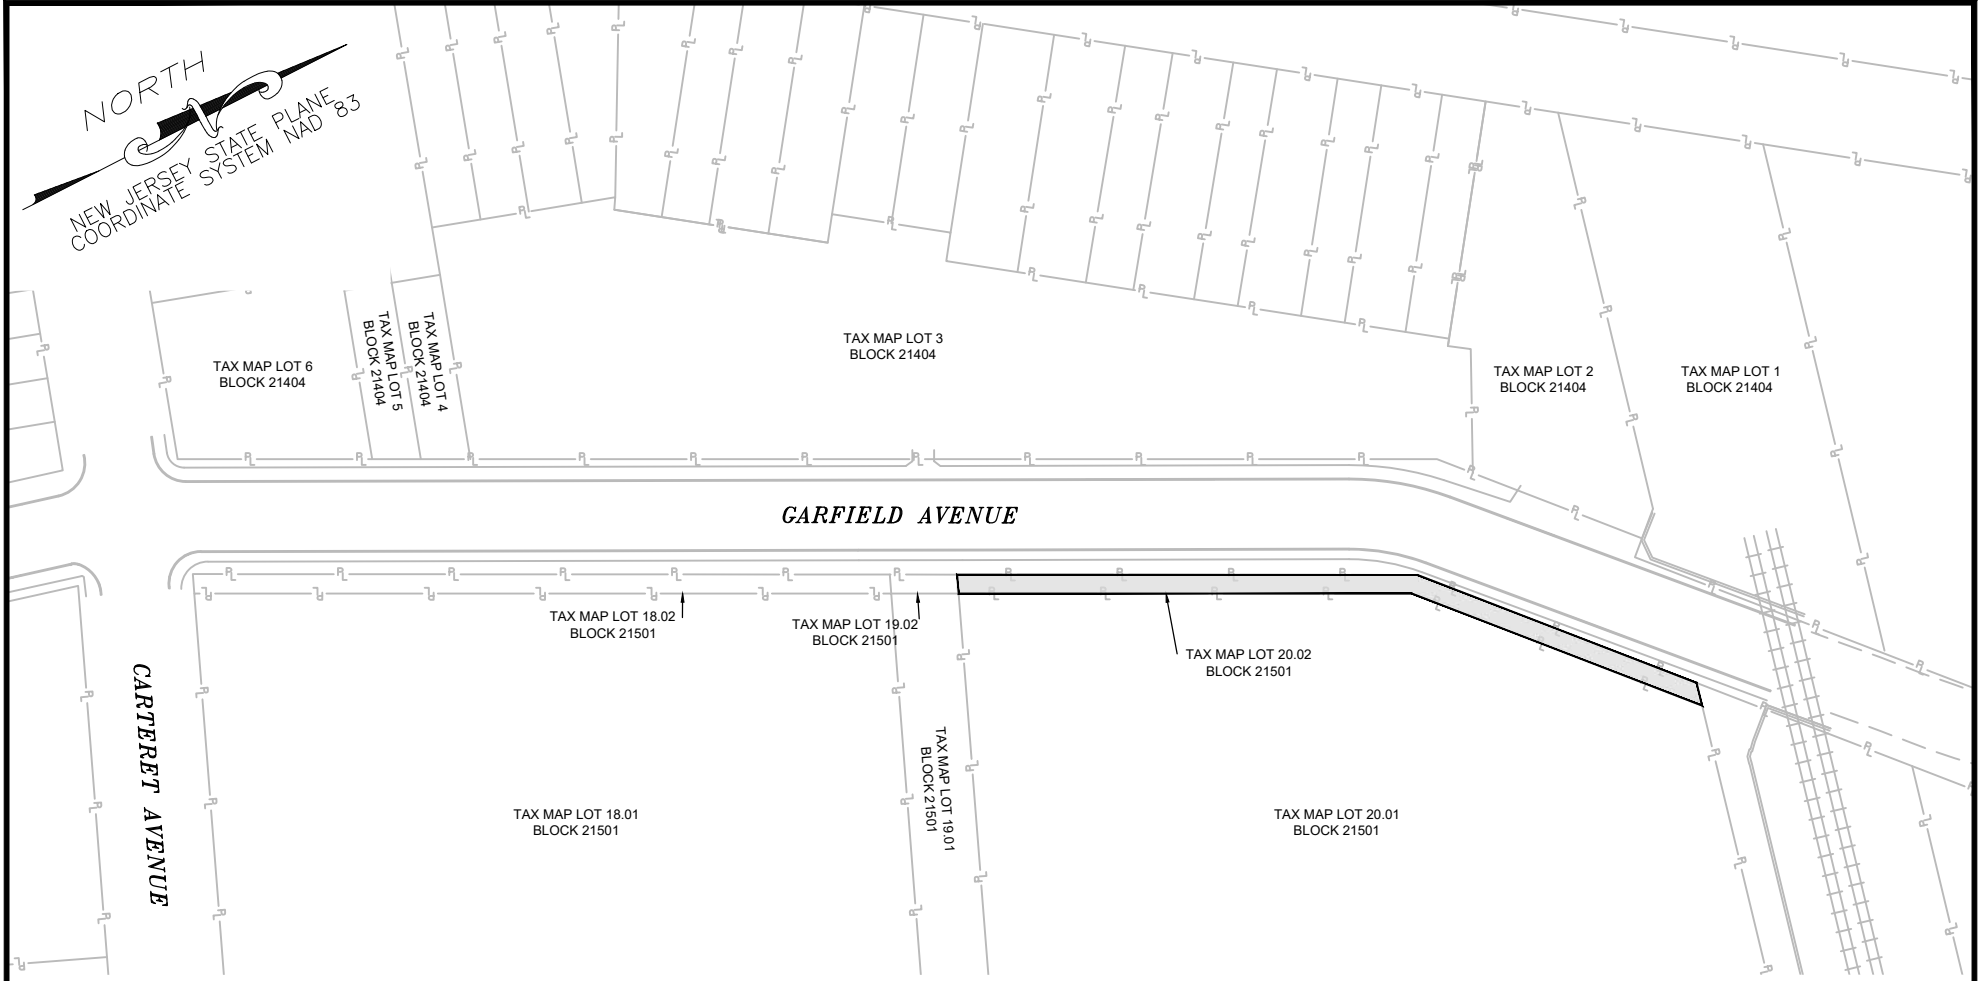 NORTH
NEW JERSEY STATE PLANE
COORDINATE SYSTEM NAD '83
TAX MAP LOT 6
BLOCK 21404
TAX MAP LOT 5
BLOCK 21404
TAX MAP LOT 4
BLOCK 21404
TAX MAP LOT 3
BLOCK 21404
TAX MAP LOT 2
BLOCK 21404
TAX MAP LOT 1
BLOCK 21404
GARFIELD AVENUE
TAX MAP LOT 18.02
BLOCK 21501
TAX MAP LOT 19.02
BLOCK 21501
TAX MAP LOT 20.02
BLOCK 21501
CARTERET AVENUE
TAX MAP LOT 18.01
BLOCK 21501
TAX MAP LOT 19.01
BLOCK 21501
TAX MAP LOT 20.01
BLOCK 21501